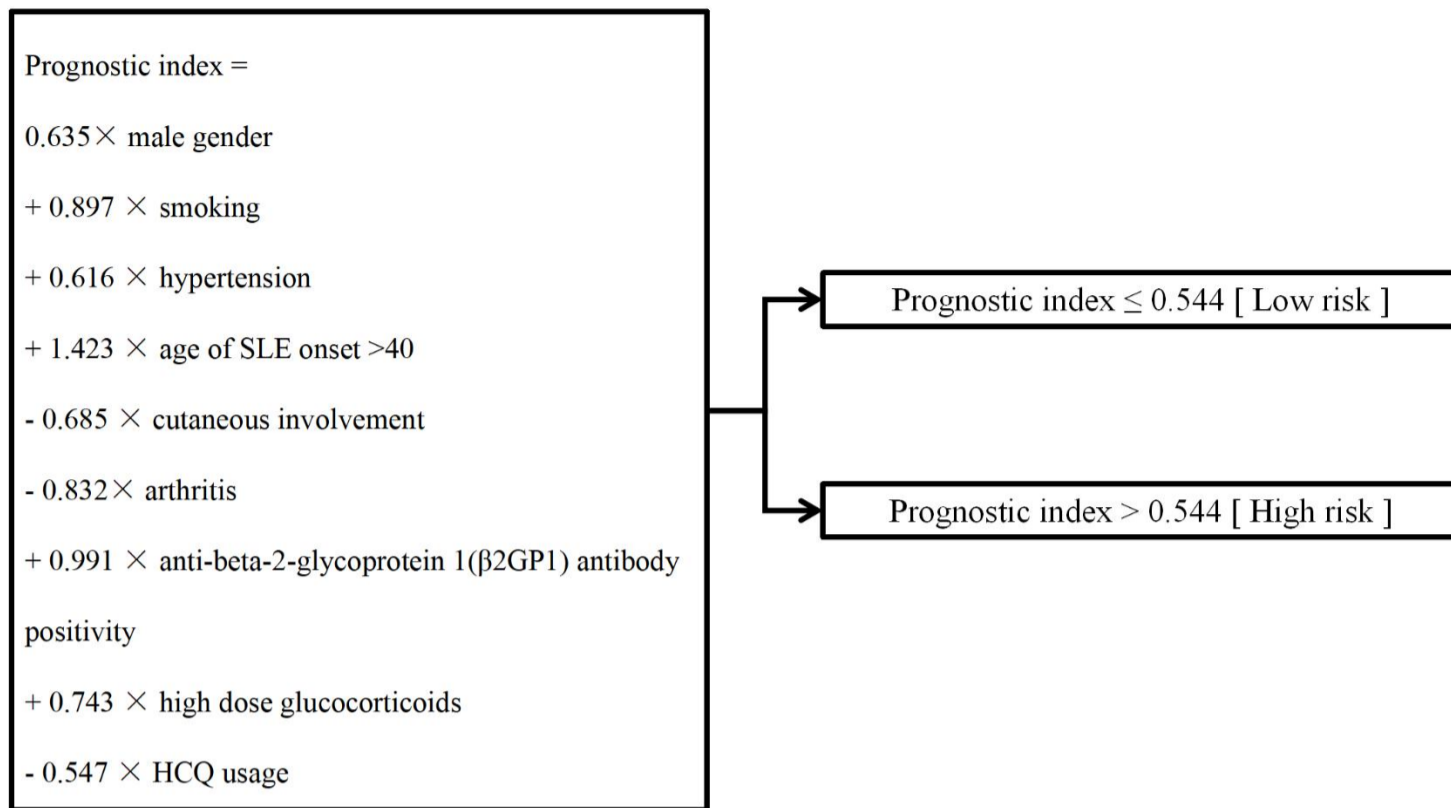 Prognostic index =
0.635× male gender
+ 0.897 × smoking
+ 0.616 × hypertension
+ 1.423 × age of SLE onset >40
- 0.685 × cutaneous involvement
- 0.832× arthritis
+ 0.991 × anti-beta-2-glycoprotein 1(β2GP1) antibody
positivity
+ 0.743 × high dose glucocorticoids
- 0.547 × HCQ usage
Prognostic index ≤ 0.544 [ Low risk ]
Prognostic index > 0.544 [ High risk ]